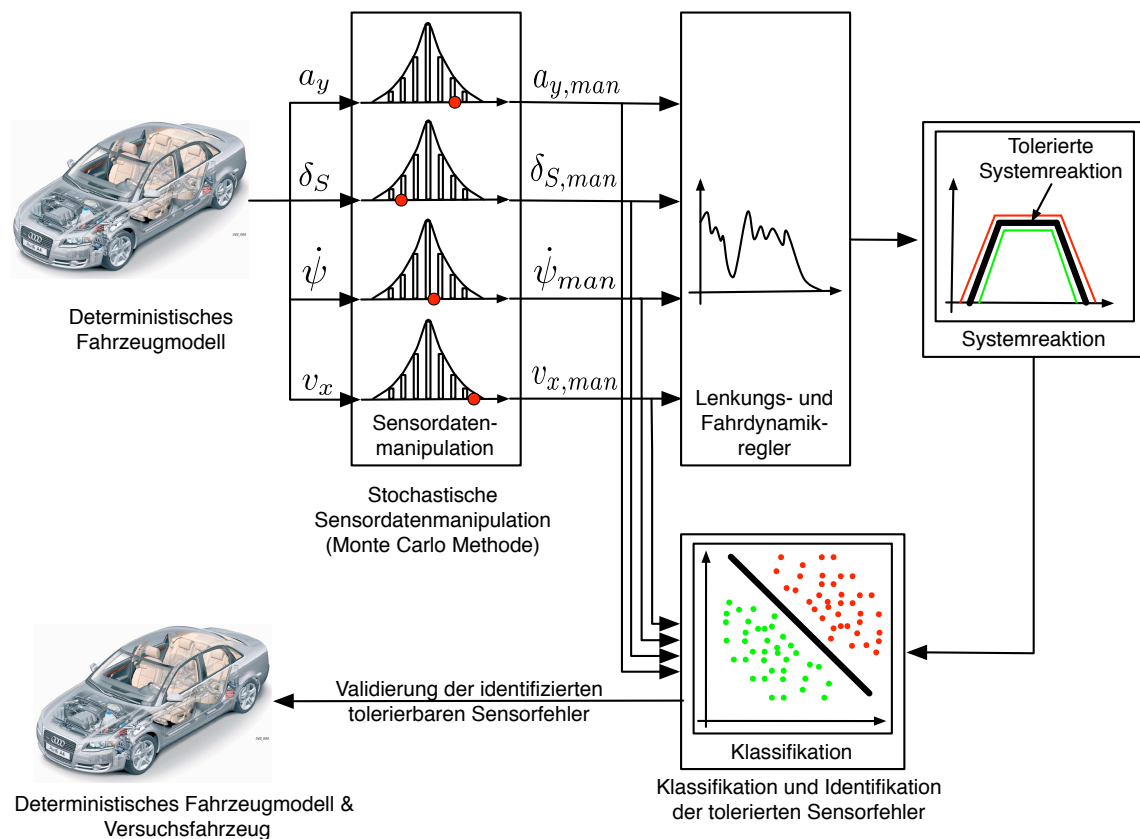 a_y
δ_S
ψ̇
v_x
a_{y,man}
δ_{S,man}
ψ̇_{man}
v_{x,man}
Deterministisches
Fahrzeugmodell
Sensordaten-
manipulation
Stochastische
Sensordatenmanipulation
(Monte Carlo Methode)
Lenkungs- und
Fahrdynamik-
regler
Tolerierte
Systemreaktion
Systemreaktion
Klassifikation
Klassifikation und Identifikation
der tolerierten Sensorfehler
Validierung der identifizierten
tolerierbaren Sensorfehler
Deterministisches Fahrzeugmodell &
Versuchsfahrzeug